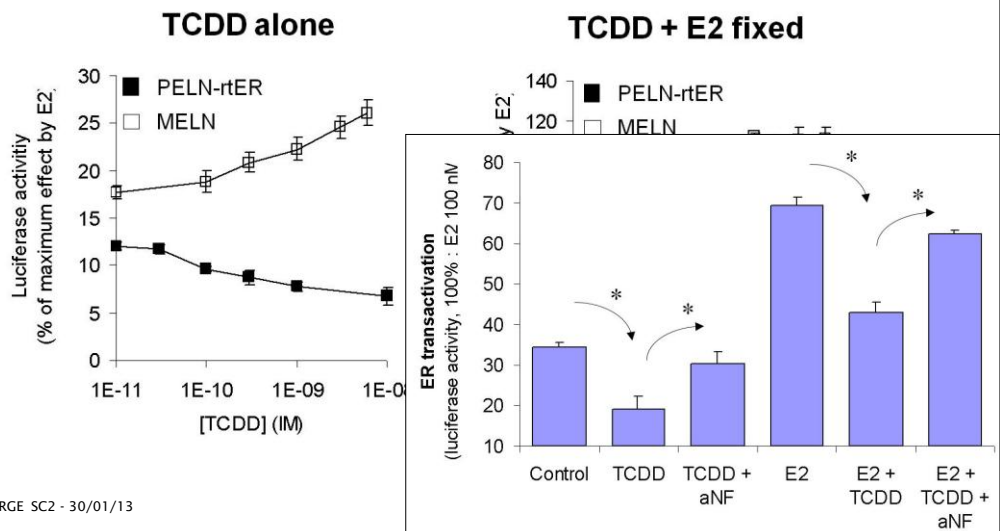 TCDD alone
Luciferase activitiy
(% of maximum effect by E2)
30
25
20
15
10
5
0
PELN-rtER
MELN
1E-11
1E-10
1E-09
[TCDD] (IM)
TCDD + E2 fixed
140
120
PELN-rtER
MELN
ER transactivation
(luciferase activity, 100% : E2 100 nM
80
70
60
50
40
30
20
10
*
*
*
*
Control
TCDD
TCDD +
aNF
E2
E2 +
TCDD
E2 +
TCDD +
aNF
SC2 - 30/01/13